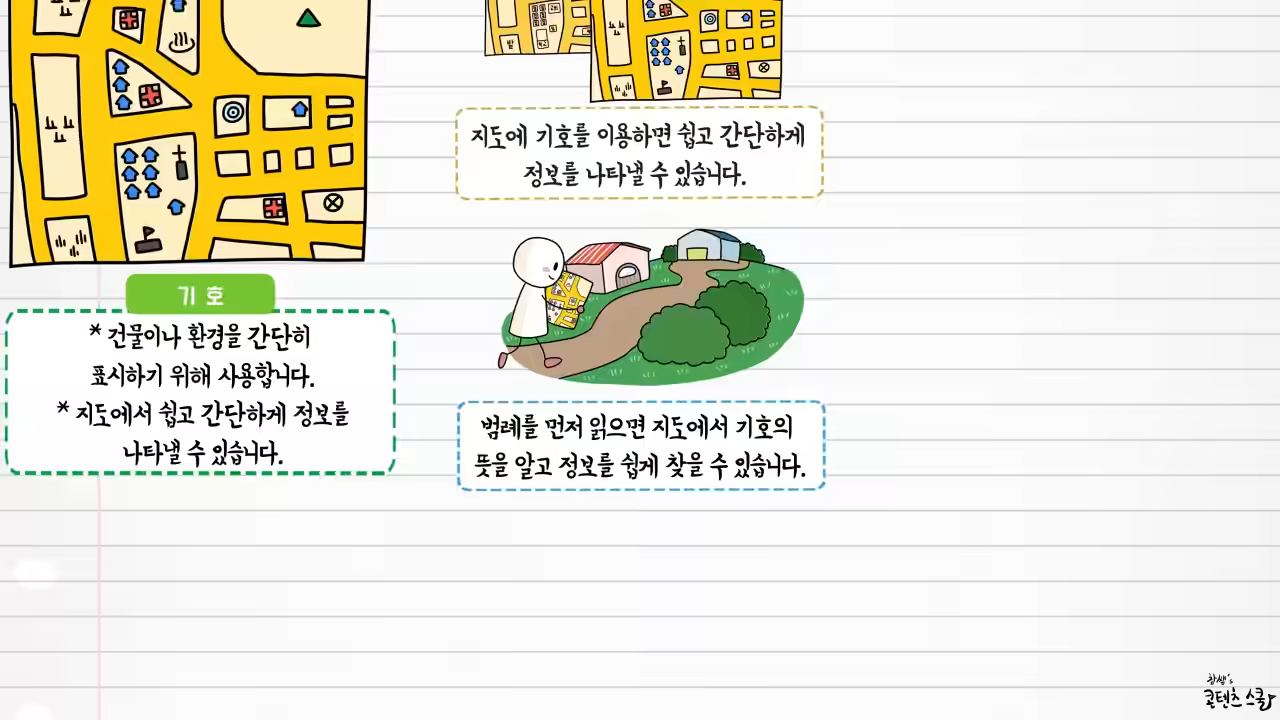 기호
* 건물이나 환경을 간단히
표시하기 위해 사용합니다.
* 지도에서 쉽고 간단하게 정보를
나타낼 수 있습니다.
지도에 기호를 이용하면 쉽고 간단하게
정보를 나타낼 수 있습니다.
범례를 먼저 읽으면 지도에서 기호의
뜻을 알고 정보를 쉽게 찾을 수 있습니다.
참쌤's
콘텐츠 스쿨